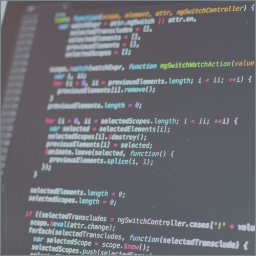 function(scope, element, attr, ngSwitchController) {
var watchExpr = attr.ngSwitch || attr.on,
selectedTranscludes = [],
selectedElements = [],
previousElements = [],
selectedScopes = [];
scope.$watch(watchExpr, function ngSwitchWatchAction(value
var i, ii;
for (i = 0, ii = previousElements.length; i < ii; ++i) {
previousElements[i].remove();
}
previousElements.length = 0;
for (i = 0, ii = selectedScopes.length; i < ii; ++i) {
var selected = selectedElements[i];
selectedScopes[i].$destroy();
previousElements[i] = selected;
$animate.leave(selected, function() {
previousElements.splice(i, 1);
});
}
selectedElements.length = 0;
selectedScopes.length = 0;
if ((selectedTranscludes = ngSwitchController.cases['!' + valu
scope.$eval(attr.change);
forEach(selectedTranscludes, function(selectedTransclude) {
var selectedScope = scope.$new();
selectedScopes.push(selectedScope